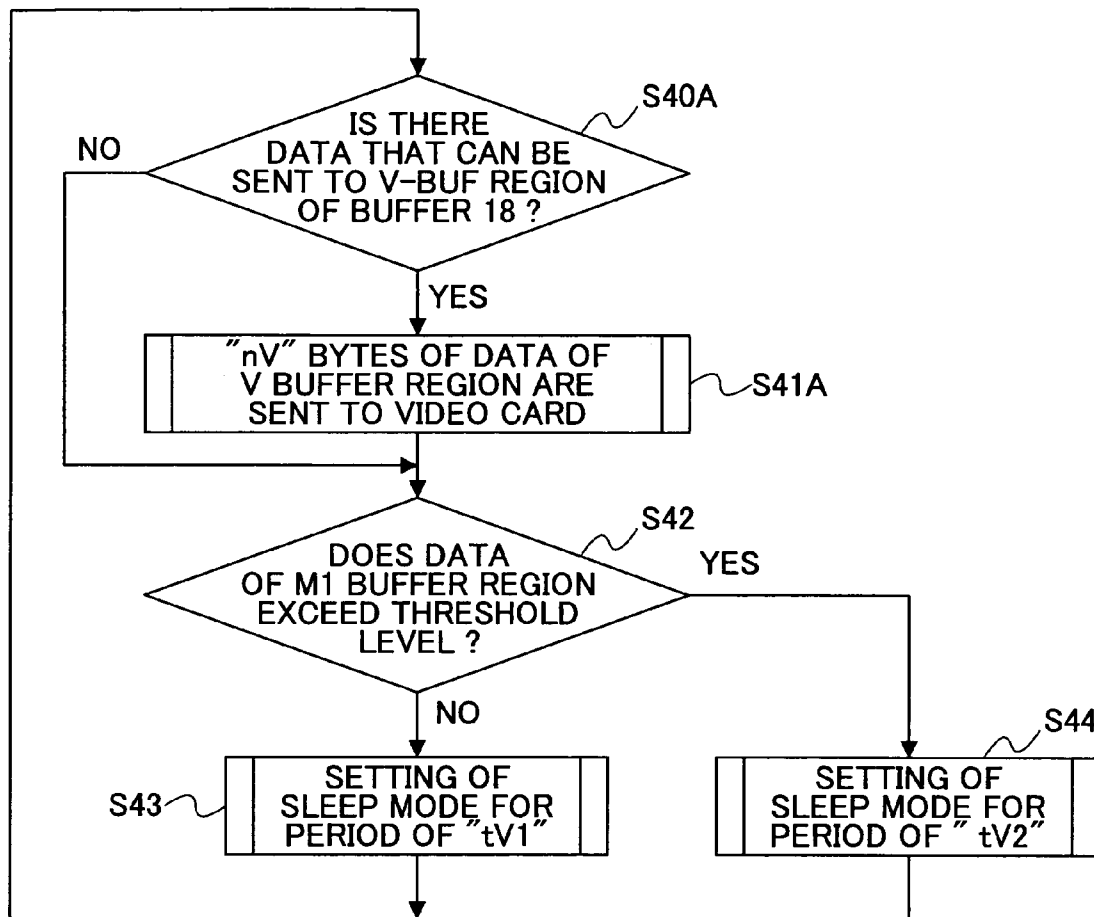 S40A
IS THERE
DATA THAT CAN BE
SENT TO V-BUF REGION
OF BUFFER 18 ?
NO
YES
"nV" BYTES OF DATA OF
V BUFFER REGION ARE
SENT TO VIDEO CARD
S41A
S42
DOES DATA
OF M1 BUFFER REGION
EXCEED THRESHOLD
LEVEL ?
YES
NO
S43
SETTING OF
SLEEP MODE FOR
PERIOD OF "tV1"
S44
SETTING OF
SLEEP MODE FOR
PERIOD OF " tV2"